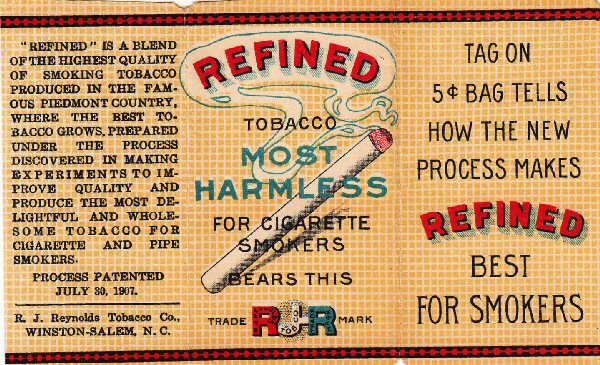 "REFINED" IS A BLEND
OF THE HIGHEST QUALITY
OF SMOKING TOBACCO
PRODUCED IN THE FAM-
OUS PIEDMONT COUNTRY,
WHERE THE BEST TO-
BACCO GROWS, PREPARED
UNDER THE PROCESS
DISCOVERED IN MAKING
EXPERIMENTS TO IM-
PROVE QUALITY AND
PRODUCE THE MOST DE-
LIGHTFUL AND WHOLE-
SOME TOBACCO FOR
CIGARETTE AND PIPE
SMOKERS.
PROCESS PATENTED
JULY 30, 1907.
R. J. Reynolds Tobacco Co.,
WINSTON-SALEM, N. C.
REFINED
TOBACCO
MOST
HARMLESS
FOR CIGARETTE
SMOKERS
BEARS THIS
TRADE RJR MARK
TOBACCO
TAG ON
5¢ BAG TELLS
HOW THE NEW
PROCESS MAKES
REFINED
BEST
FOR SMOKERS